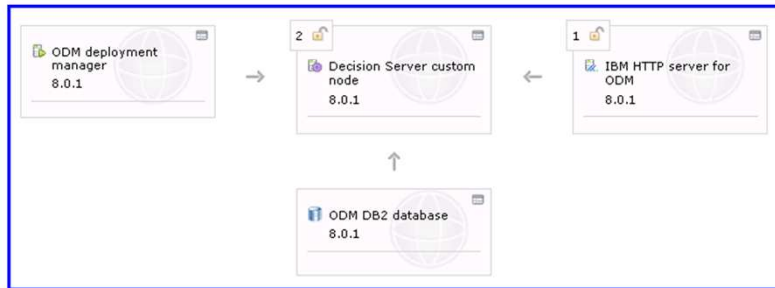 ODM deployment
manager
8.0.1
2
Decision Server custom
node
8.0.1
1
IBM HTTP server for
ODM
8.0.1
ODM DB2 database
8.0.1